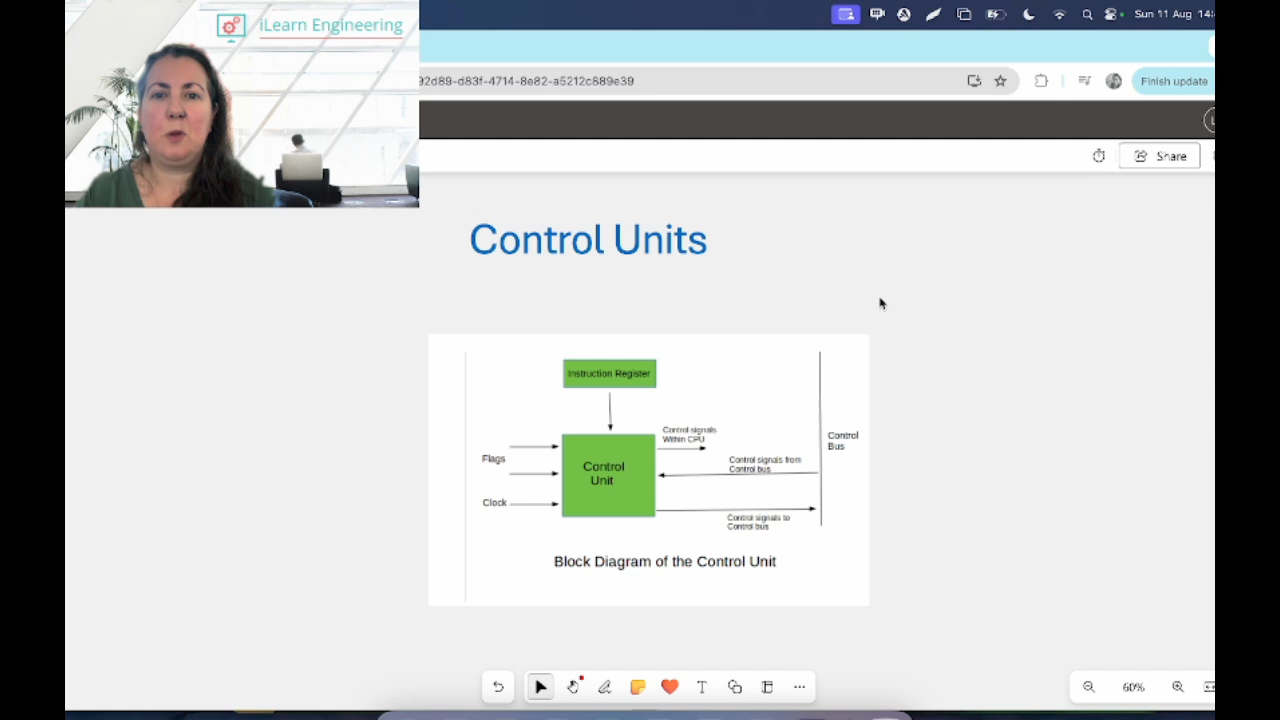 iLearn Engineering
Sun 11 Aug 14:
92d89-d83f-4714-8e82-a5212c889e39
Finish update
Share
Control Units
Instruction Register
Control signals
Within CPU
Control
Bus
Flags
Control
Unit
Control signals from
Control bus
Clock
Control signals to
Control bus
Block Diagram of the Control Unit
60%